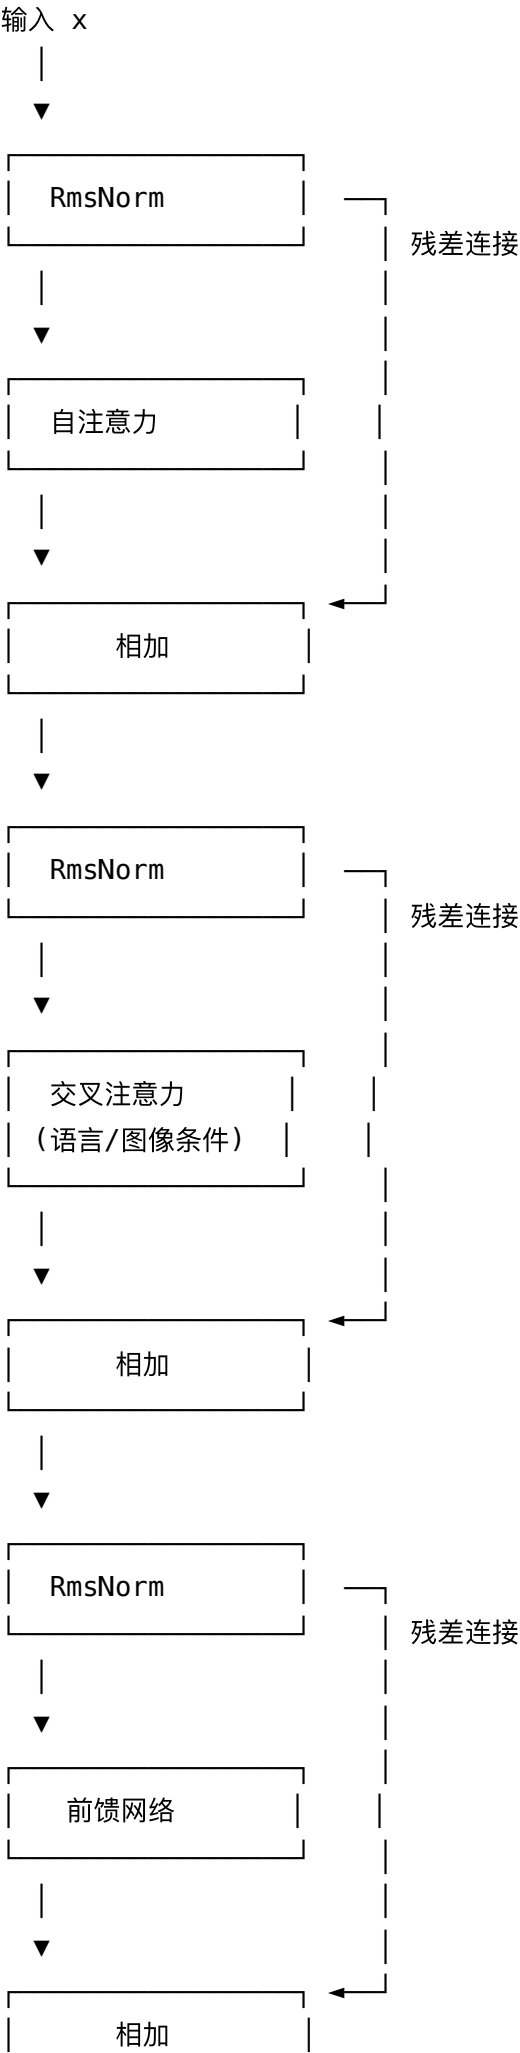 输入 x
RmsNorm
残差连接
自注意力
相加
RmsNorm
残差连接
交叉注意力
(语言/图像条件)
相加
RmsNorm
残差连接
前馈网络
相加